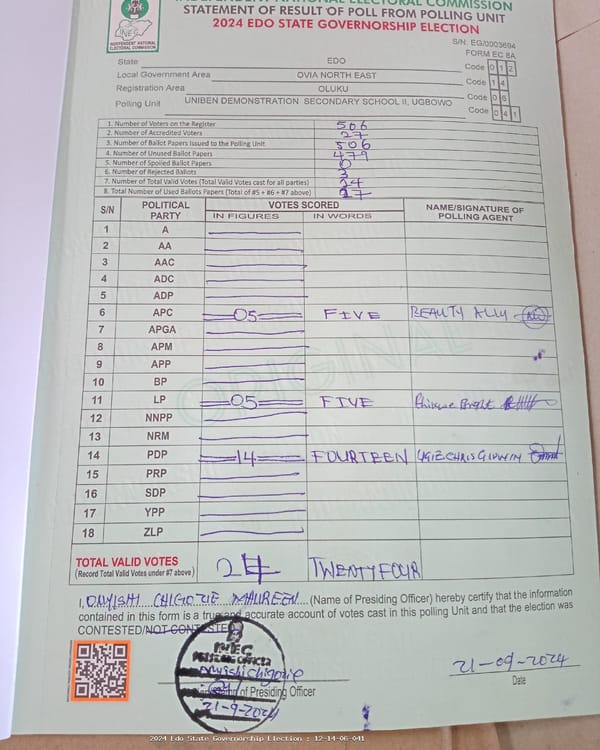 INDEPENDENT NATIONAL ELECTORAL COMMISSION
STATEMENT OF RESULT OF POLL FROM POLLING UNIT
2024 EDO STATE GOVERNORSHIP ELECTION
INEC
INDEPENDENT NATIONAL ELECTORAL COMMISSION
S/N: EG/0003694
FORM EC 8A
State EDO Code 0 1 2
Local Government Area OVIA NORTH EAST Code 1 4
Registration Area OLUKU Code 0 6
Polling Unit UNIBEN DEMONSTRATION SECONDARY SCHOOL II, UGBOWO Code 0 4 1
1. Number of Voters on the Register 506
2. Number of Accredited Voters 27
3. Number of Ballot Papers Issued to the Polling Unit 506
4. Number of Unused Ballot Papers 479
5. Number of Spoiled Ballot Papers 0
6. Number of Rejected Ballots 3
7. Number of Total Valid Votes (Total Valid Votes cast for all parties) 24
8. Total Number of Used Ballots Papers (Total of #5 + #6 + #7 above) 27
S/N POLITICAL PARTY VOTES SCORED NAME/SIGNATURE OF POLLING AGENT
IN FIGURES IN WORDS
1 A
2 AA
3 AAC
4 ADC
5 ADP
6 APC 05 FIVE BEAUTY ALLY
7 APGA
8 APM
9 APP
10 BP
11 LP 05 FIVE Bright
12 NNPP
13 NRM
14 PDP 14 FOURTEEN
15 PRP
16 SDP
17 YPP
18 ZLP
ORIGINAL
TOTAL VALID VOTES 24 TWENTYFOUR
(Record Total Valid Votes under #7 above)
I, ONYISHI CHIGOZIE MAUREEN (Name of Presiding Officer) hereby certify that the information
contained in this form is a true and accurate account of votes cast in this polling Unit and that the election was
CONTESTED/NOT CONTESTED
INEC
PRESIDING OFFICER
Onyishi chigozie
of Presiding Officer
21-9-2024
21-09-2024
Date
2024 Edo State Governorship Election : 12-14-06-041